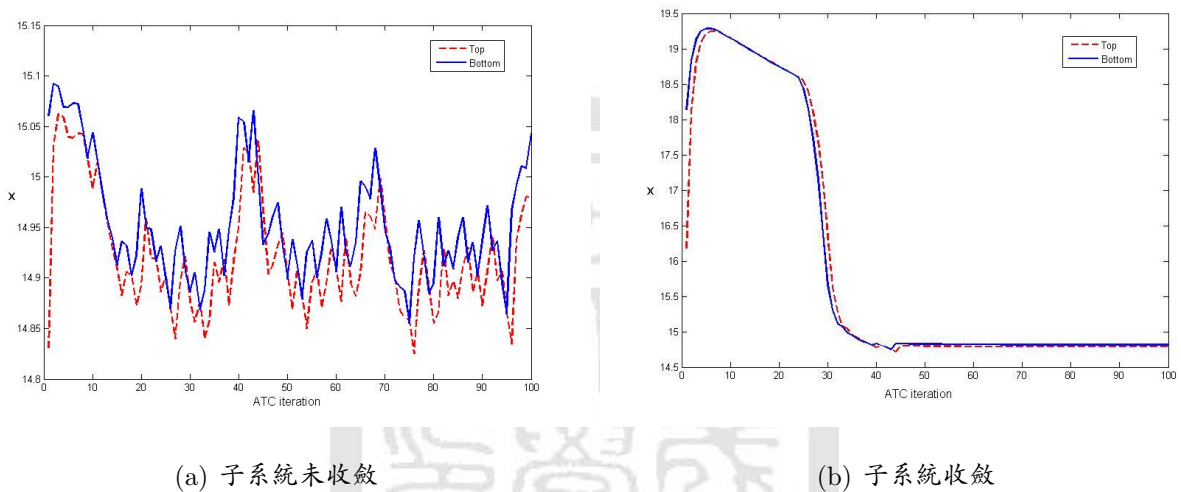 15.15
15.1
15.05
15
14.95
14.9
14.85
14.8
x
0 10 20 30 40 50 60 70 80 90 100
ATC iteration
Top
Bottom
19.5
19
18.5
18
17.5
17
16.5
16
15.5
15
14.5
x
0 10 20 30 40 50 60 70 80 90 100
ATC iteration
Top
Bottom
(a) 子系統未收斂
(b) 子系統收斂